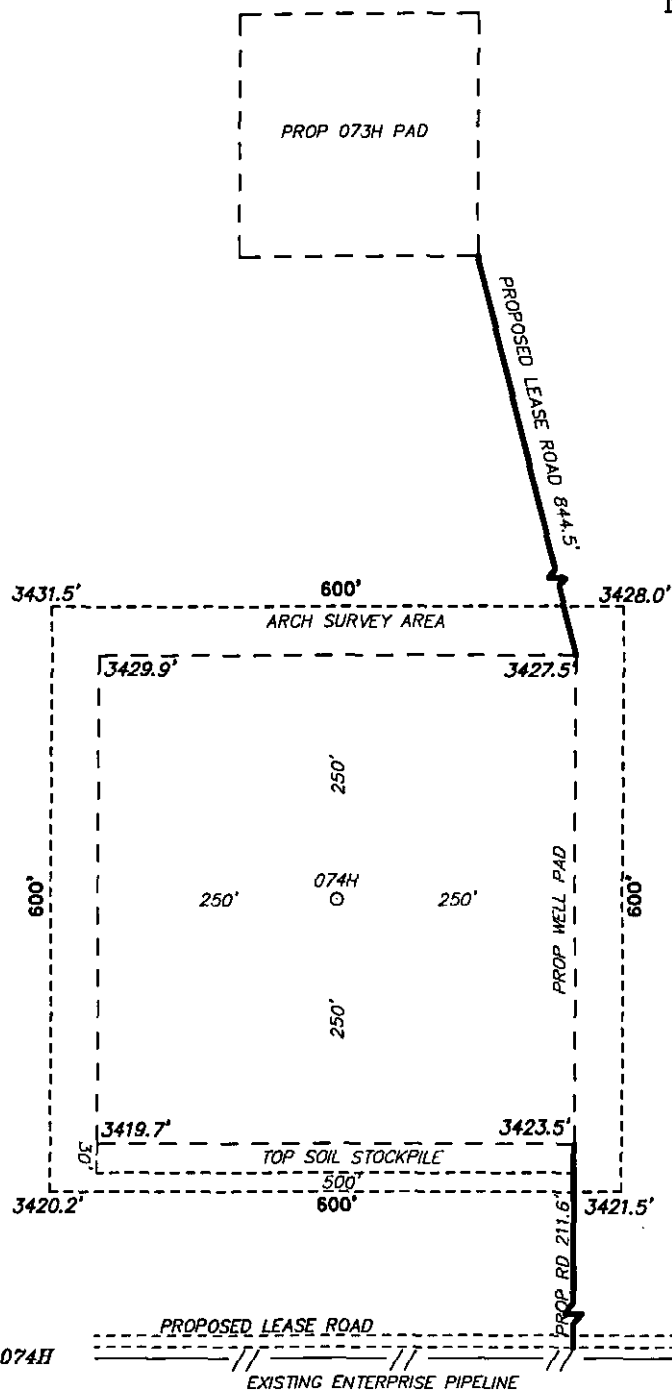 PROP 073H PAD
PROPOSED LEASE ROAD 844.5'
3431.5'
600'
3428.0'
ARCH SURVEY AREA
3429.9'
3427.5'
250'
600'
250'
074H
250'
PROP WELL PAD
600'
250'
3419.7'
3423.5'
30'
TOP SOIL STOCKPILE
500'
3420.2'
600'
3421.5'
PROP RD 211.6'
PROPOSED LEASE ROAD
074H
EXISTING ENTERPRISE PIPELINE